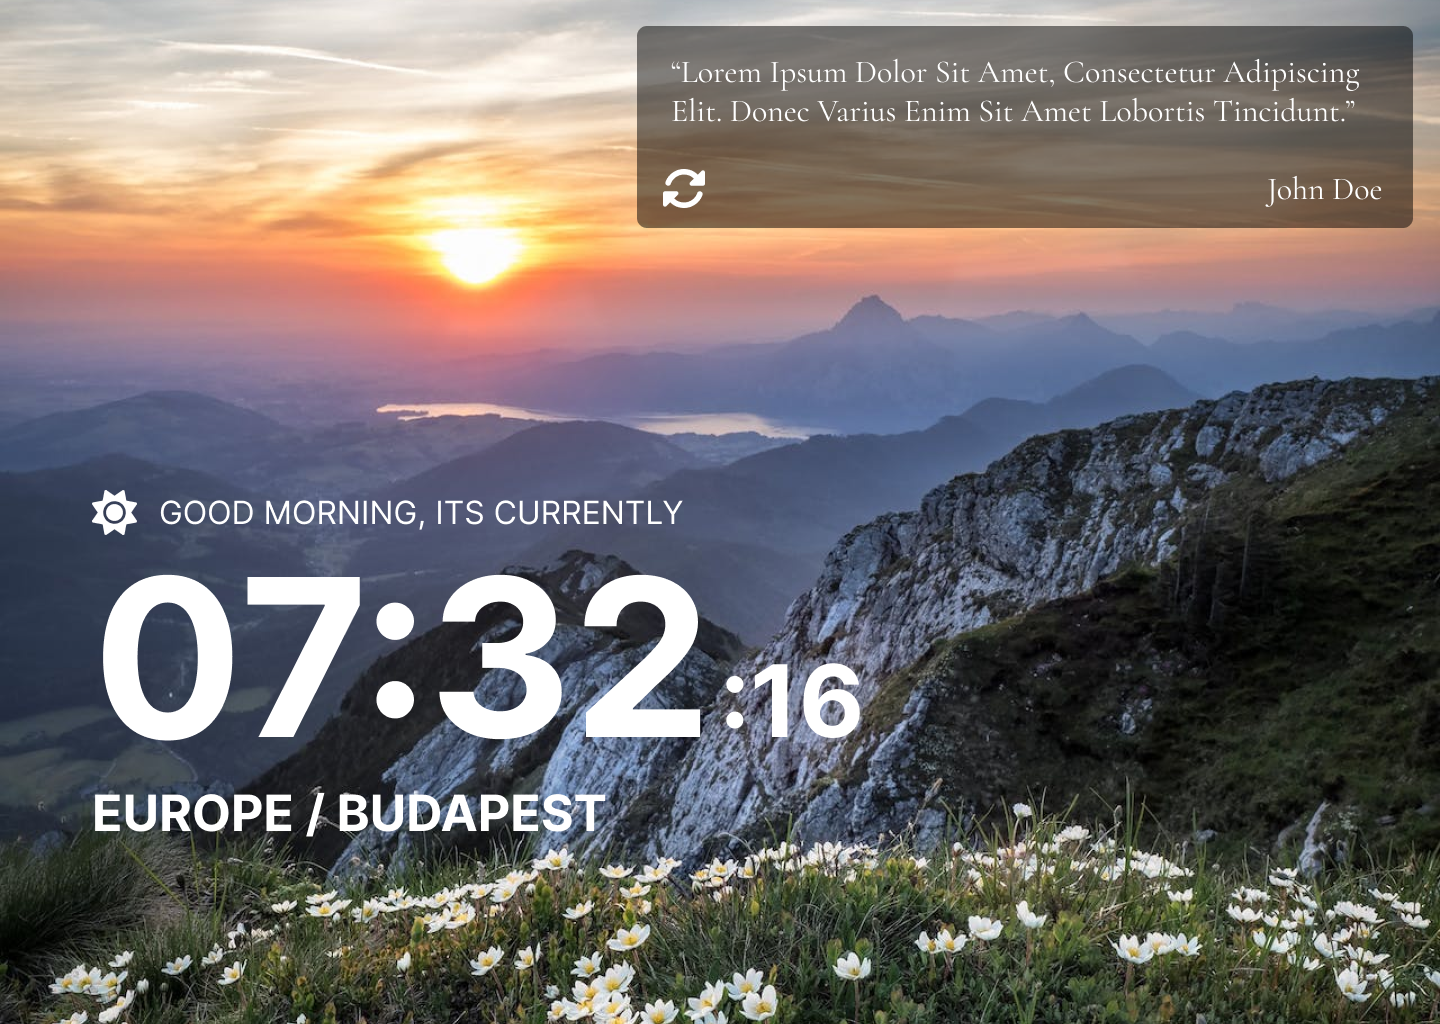 “Lorem Ipsum Dolor Sit Amet, Consectetur Adipiscing
Elit. Donec Varius Enim Sit Amet Lobortis Tincidunt.”
John Doe
GOOD MORNING, ITS CURRENTLY
07:32:16
EUROPE / BUDAPEST